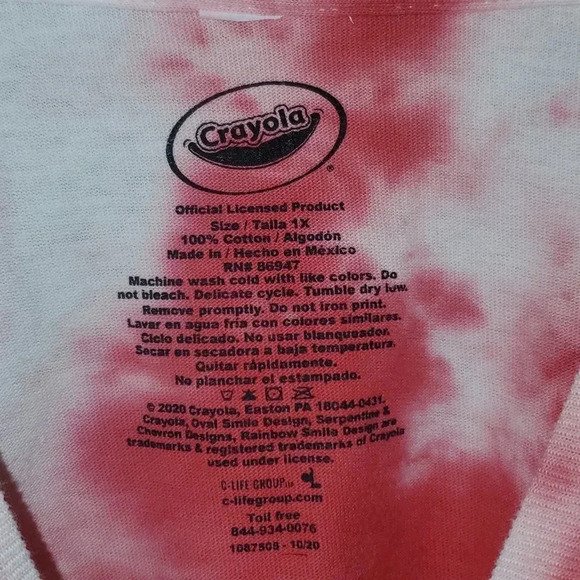 Crayola
Official Licensed Product
Size / Talla 1X
100% Cotton / Algodón
Made in / Hecho en México
RN# 86947
Machine wash cold with like colors. Do
not bleach. Delicate cycle. Tumble dry low.
Remove promptly. Do not iron print.
Lavar en agua fria con colores similares.
Ciclo delicado. No usar blanqueador.
Secar en secadora a baja temperatura.
Quitar rápidamente.
No planchar el estampado.
© 2020 Crayola, Easton PA 18044-0431.
Crayola, Oval Smile Design, Serpentine &
Chevron Designs, Rainbow Smile Design are
trademarks & registered trademarks of Crayola
used under license.
C-LIFE GROUP LTD
c-lifegroup.com
Toll free
844-934-0076
1087508 - 10/20